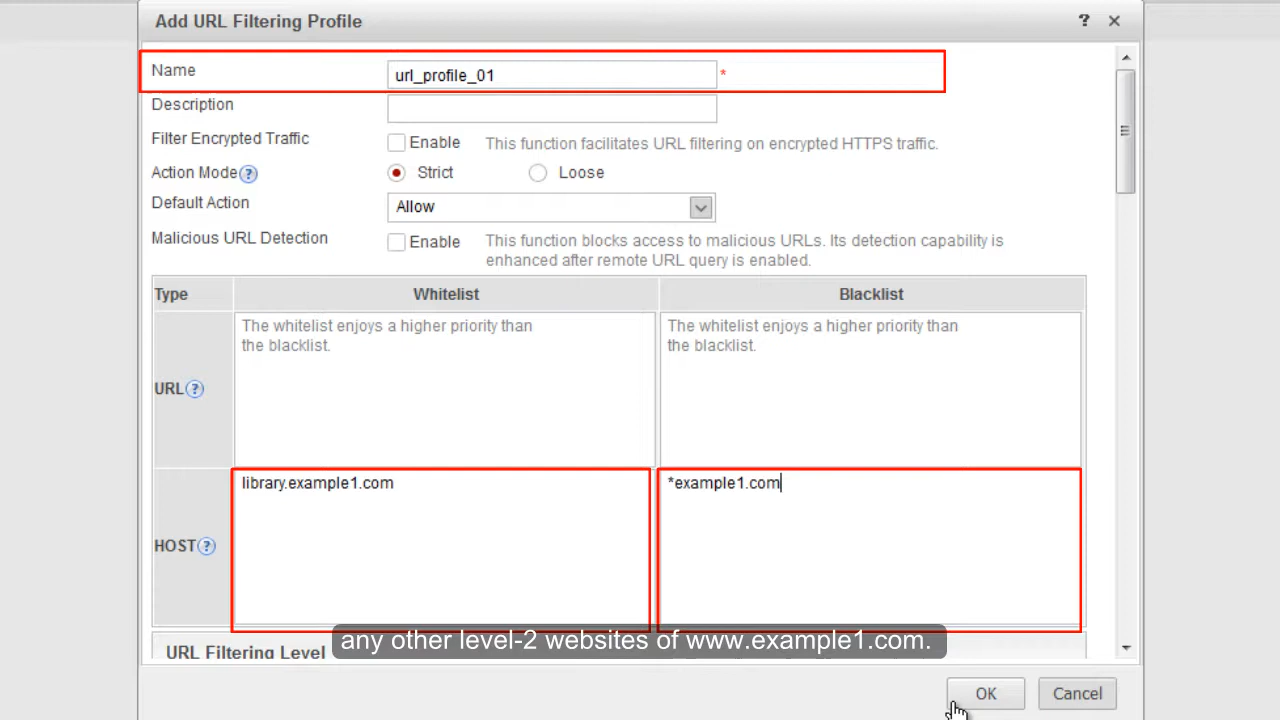 Add URL Filtering Profile ? ×
Name url_profile_01 *
Description
Filter Encrypted Traffic Enable This function facilitates URL filtering on encrypted HTTPS traffic.
Action Mode ? Strict Loose
Default Action Allow
Malicious URL Detection Enable This function blocks access to malicious URLs. Its detection capability is
enhanced after remote URL query is enabled.
Type Whitelist Blacklist
URL ?
The whitelist enjoys a higher priority than
the blacklist.
The whitelist enjoys a higher priority than
the blacklist.
HOST ?
library.example1.com
*example1.com
URL Filtering Level
any other level-2 websites of www.example1.com.
OK Cancel